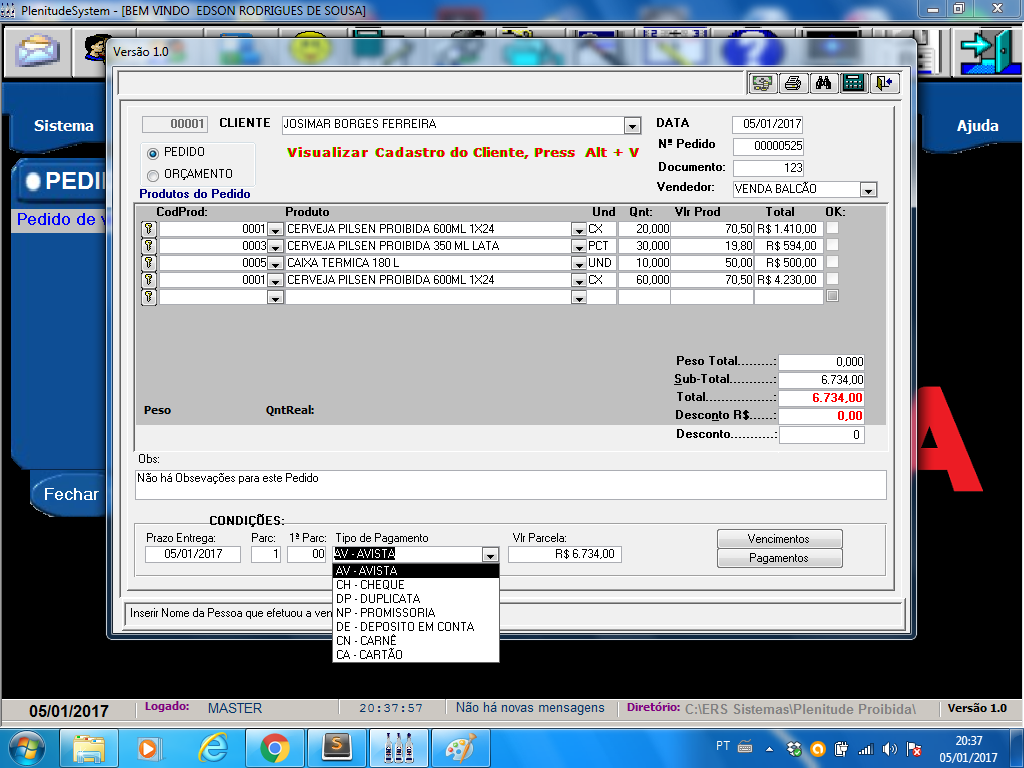 PlenitudeSystem - [BEM VINDO  EDSON RODRIGUES DE SOUSA]
Versão 1.0
Sistema
Ajuda
00001 CLIENTE JOSIMAR BORGES FERREIRA
DATA 05/01/2017
PEDIDO
Visualizar Cadastro do Cliente, Press  Alt + V
Nº Pedido 00000525
ORÇAMENTO
Documento: 123
Produtos do Pedido
Vendedor: VENDA BALCÃO
PEDI
Pedido de v
CodProd: Produto Und Qnt: Vlr Prod Total OK:
0001 CERVEJA PILSEN PROIBIDA 600ML 1X24 CX 20,000 70,50 R$ 1.410,00
0003 CERVEJA PILSEN PROIBIDA 350 ML LATA PCT 30,000 19,80 R$ 594,00
0005 CAIXA TERMICA 180 L UND 10,000 50,00 R$ 500,00
0001 CERVEJA PILSEN PROIBIDA 600ML 1X24 CX 60,000 70,50 R$ 4.230,00
Peso Total.........: 0,000
Sub-Total...........: 6.734,00
Total.................: 6.734,00
Peso QntReal:
Desconto R$......: 0,00
Desconto...........: 0
Obs:
Não há Obsevações para este Pedido
Fechar
A
CONDIÇÕES:
Prazo Entrega: Parc: 1ª Parc: Tipo de Pagamento Vlr Parcela:
05/01/2017 1 00 AV - AVISTA R$ 6.734,00
Vencimentos
Pagamentos
AV - AVISTA
CH - CHEQUE
DP - DUPLICATA
NP - PROMISSORIA
DE - DEPOSITO EM CONTA
CN - CARNÊ
CA - CARTÃO
Inserir Nome da Pessoa que efetuou a ven
05/01/2017 Logado: MASTER 20:37:57 Não há novas mensagens Diretório: C:\ERS Sistemas\Plenitude Proibida\ Versão 1.0
PT 20:37
05/01/2017